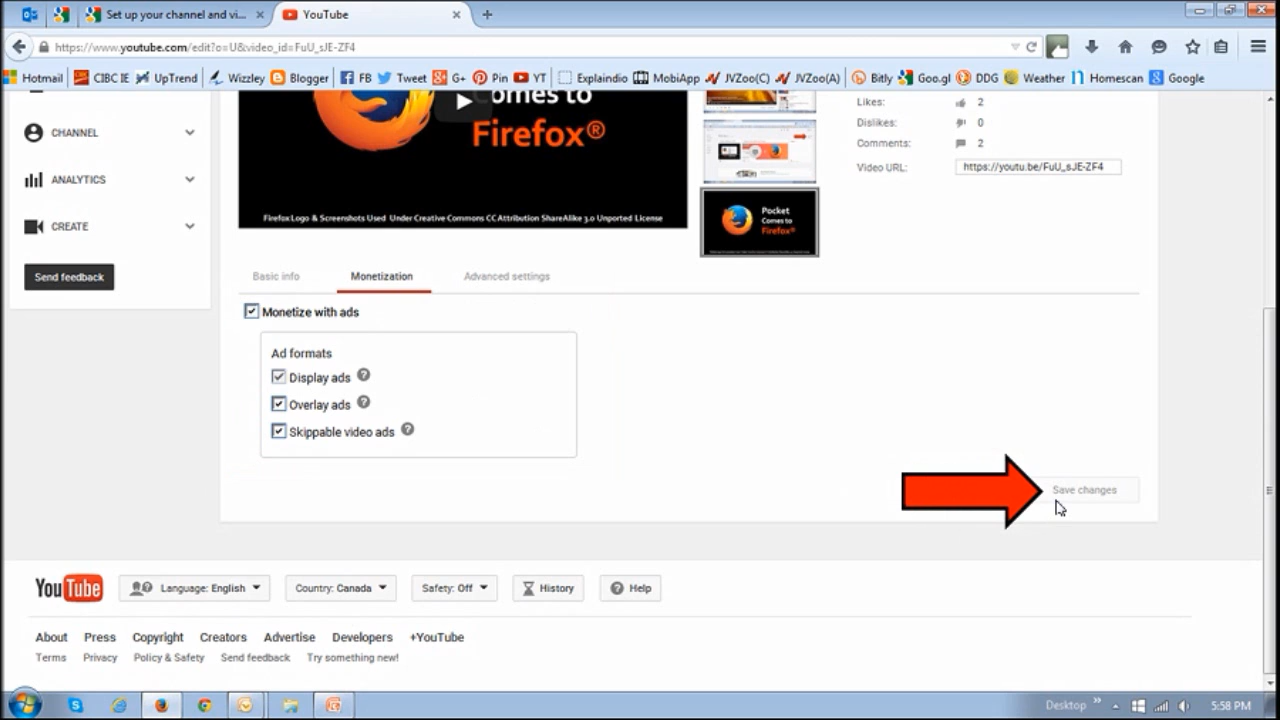 Set up your channel and vi...
YouTube
https://www.youtube.com/edit?o=U&video_id=FuU_sJE-ZF4
Hotmail CIBC IE UpTrend Wizzley Blogger FB Tweet G+ Pin YT Explaindio MobiApp JVZoo(C) JVZoo(A) Bitly Goo.gl DDG Weather Homescan Google
CHANNEL
ANALYTICS
CREATE
Send feedback
Comes to
Firefox®
Firefox Logo & Screenshots Used Under Creative Commons CC Attribution ShareAlike 3.0 Unported License
Pocket
Comes to
Firefox®
Likes: 2
Dislikes: 0
Comments: 2
Video URL: https://youtu.be/FuU_sJE-ZF4
Basic info Monetization Advanced settings
Monetize with ads
Ad formats
Display ads ?
Overlay ads ?
Skippable video ads ?
Save changes
YouTube Language: English Country: Canada Safety: Off History Help
About Press Copyright Creators Advertise Developers +YouTube
Terms Privacy Policy & Safety Send feedback Try something new!
Desktop » 5:58 PM